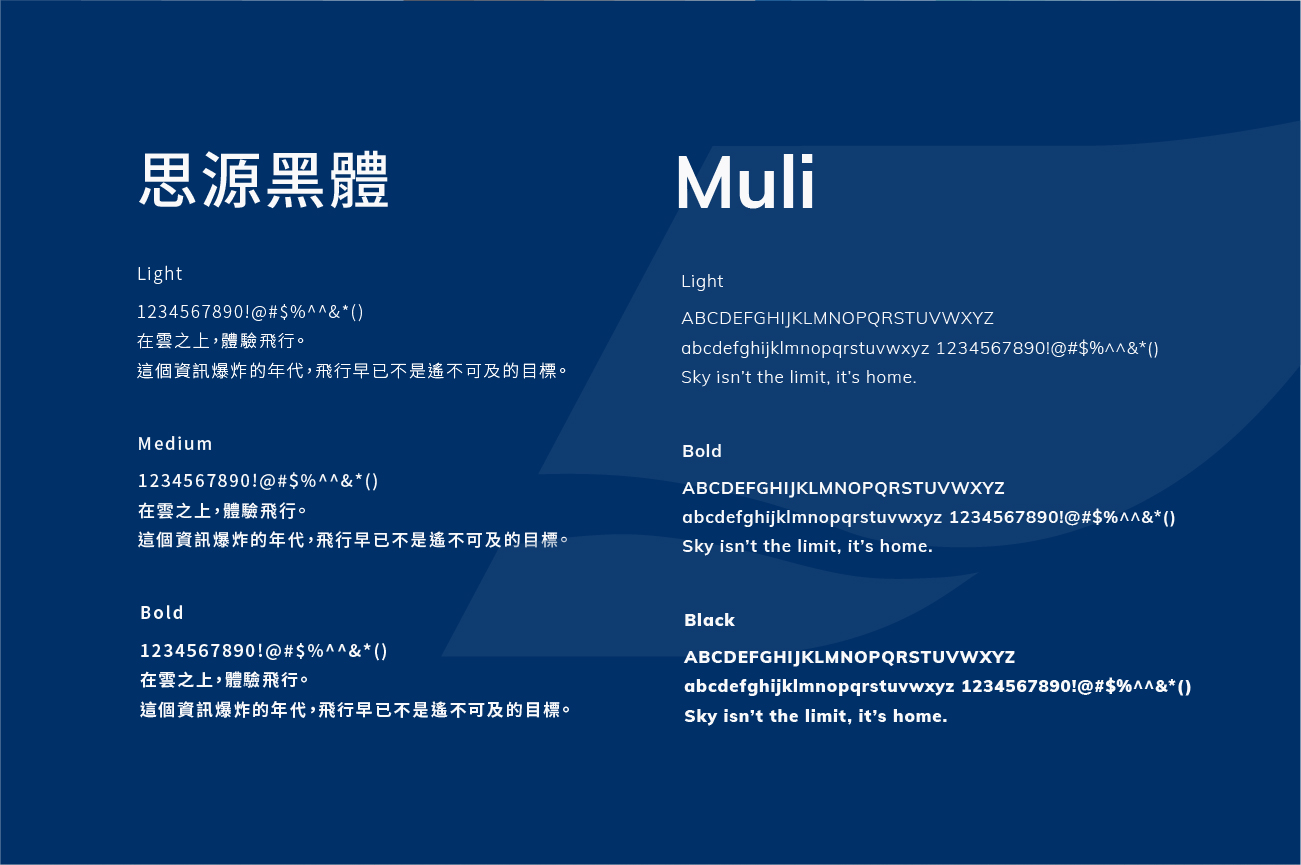 思源黑體
Light
1234567890!@#$%^^&*()
在雲之上，體驗飛行。
這個資訊爆炸的年代，飛行早已不是遙不可及的目標。
Medium
1234567890!@#$%^^&*()
在雲之上，體驗飛行。
這個資訊爆炸的年代，飛行早已不是遙不可及的目標。
Bold
1234567890!@#$%^^&*()
在雲之上，體驗飛行。
這個資訊爆炸的年代，飛行早已不是遙不可及的目標。
Muli
Light
ABCDEFGHIJKLMNOPQRSTUVWXYZ
abcdefghijklmnopqrstuvwxyz 1234567890!@#$%^^&*()
Sky isn’t the limit, it’s home.
Bold
ABCDEFGHIJKLMNOPQRSTUVWXYZ
abcdefghijklmnopqrstuvwxyz 1234567890!@#$%^^&*()
Sky isn’t the limit, it’s home.
Black
ABCDEFGHIJKLMNOPQRSTUVWXYZ
abcdefghijklmnopqrstuvwxyz 1234567890!@#$%^^&*()
Sky isn’t the limit, it’s home.